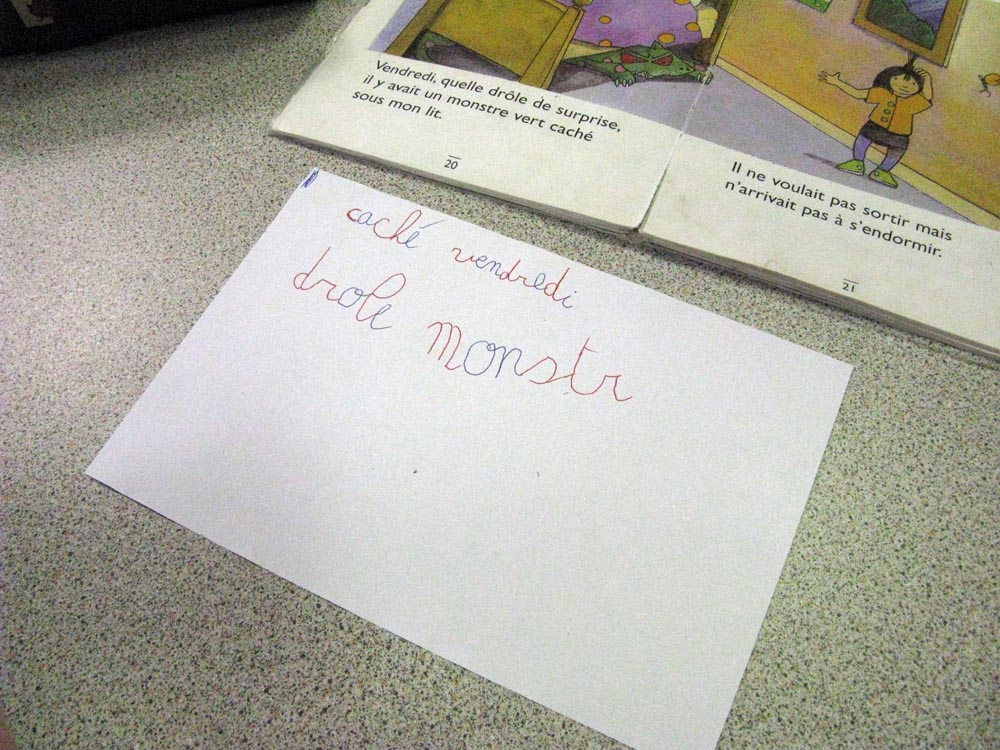 Vendredi, quelle drôle de surprise,
il y avait un monstre vert caché
sous mon lit.
20
Il ne voulait pas sortir mais
n'arrivait pas à s'endormir.
21
caché vendredi
drole monstr